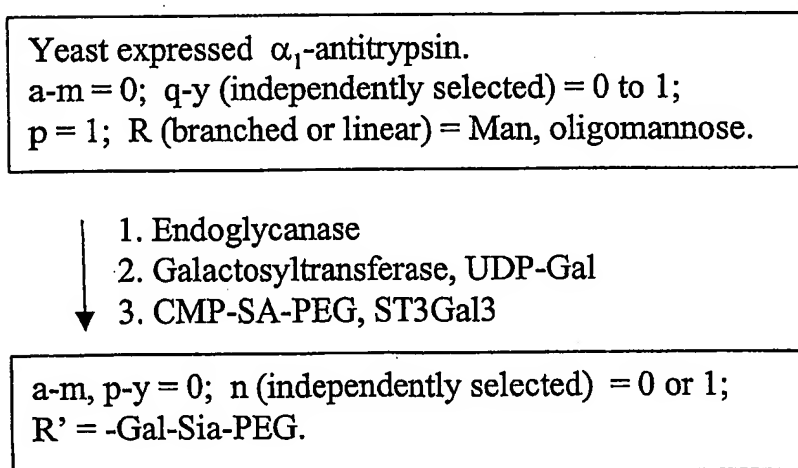 Yeast expressed α₁-antitrypsin.
a-m = 0; q-y (independently selected) = 0 to 1;
p = 1; R (branched or linear) = Man, oligomannose.
1. Endoglycanase
2. Galactosyltransferase, UDP-Gal
3. CMP-SA-PEG, ST3Gal3
a-m, p-y = 0; n (independently selected) = 0 or 1;
R’ = -Gal-Sia-PEG.